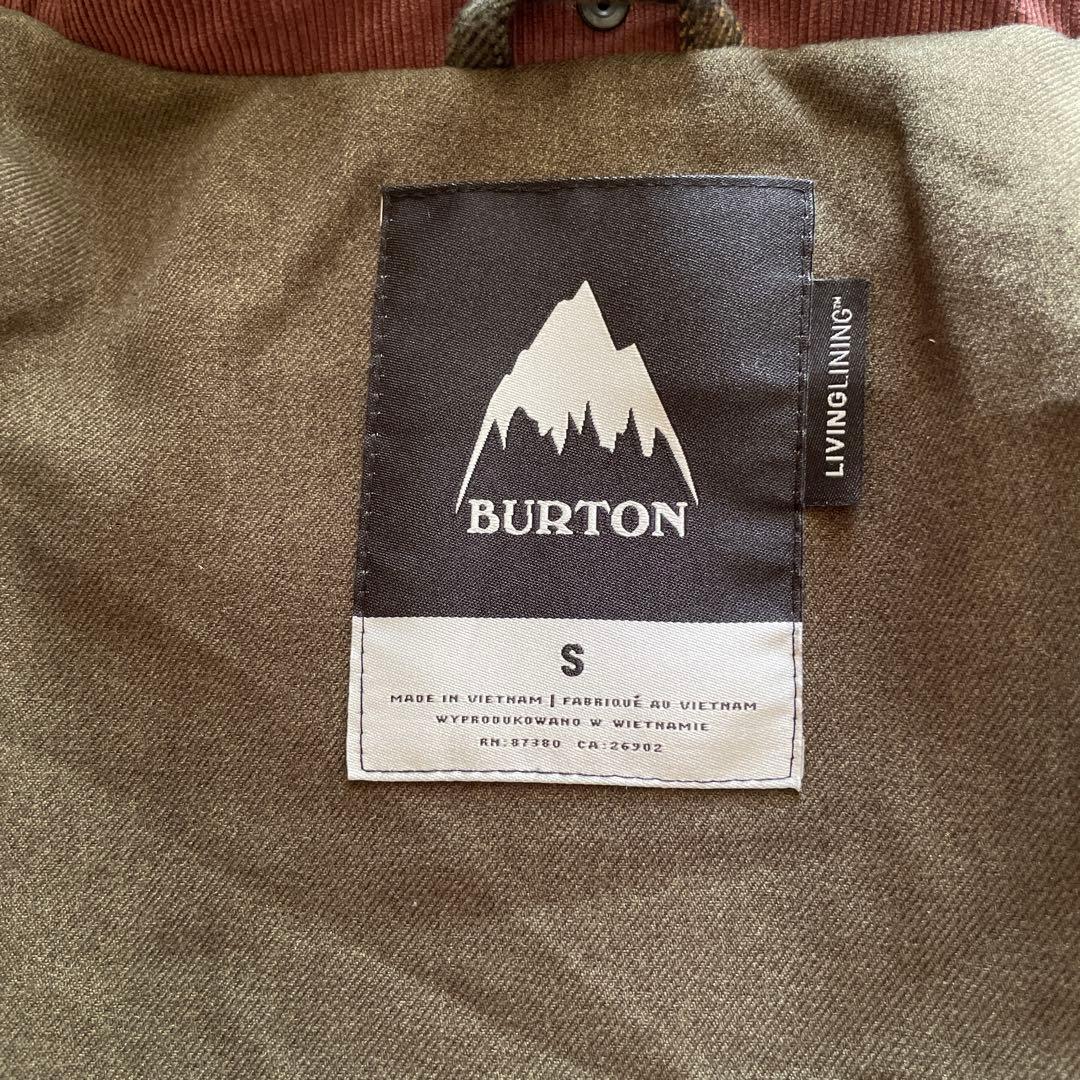 BURTON
LIVINGLINING™
S
MADE IN VIETNAM | FABRIQUÉ AU VIETNAM
WYPRODUKOWANO W WIETNAMIE
RN:87380 CA:26902